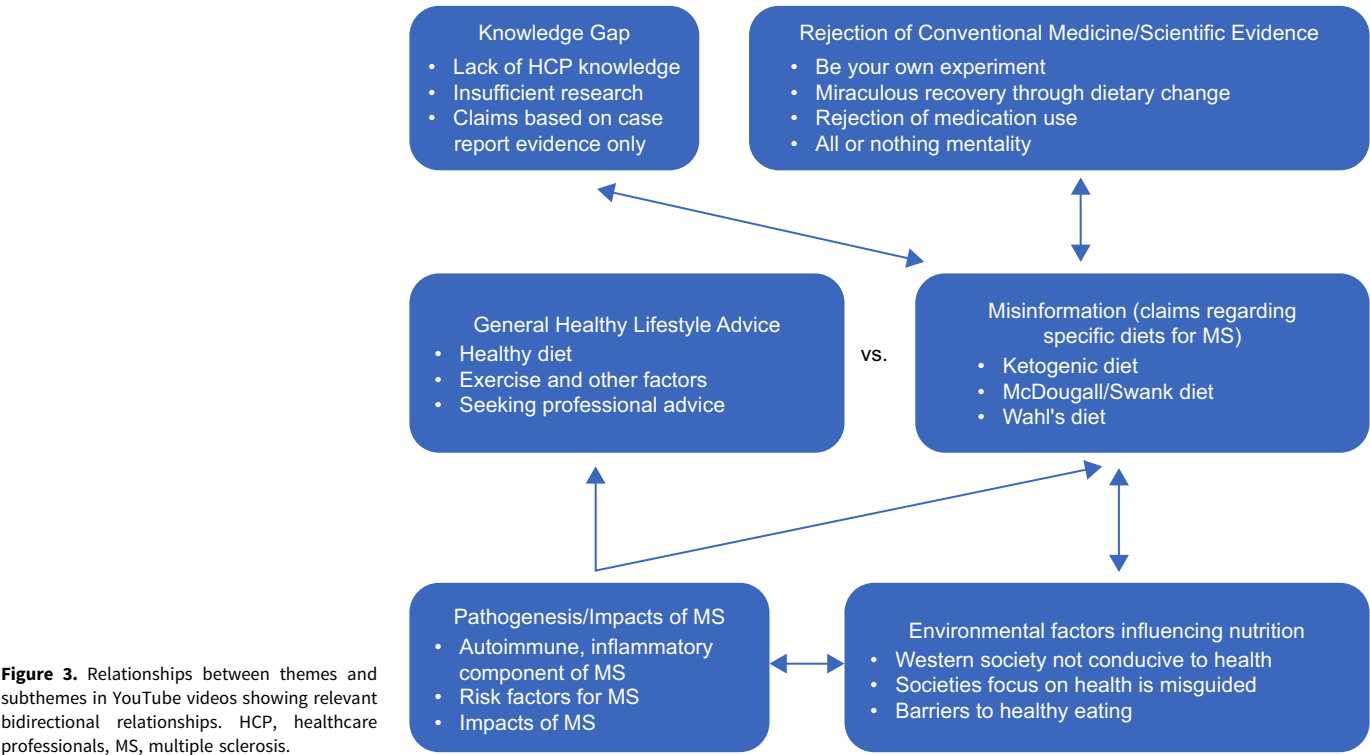 Knowledge Gap
• Lack of HCP knowledge
• Insufficient research
• Claims based on case
report evidence only
Rejection of Conventional Medicine/Scientific Evidence
• Be your own experiment
• Miraculous recovery through dietary change
• Rejection of medication use
• All or nothing mentality
General Healthy Lifestyle Advice
• Healthy diet
• Exercise and other factors
• Seeking professional advice
vs.
Misinformation (claims regarding
specific diets for MS)
• Ketogenic diet
• McDougall/Swank diet
• Wahl's diet
Pathogenesis/Impacts of MS
• Autoimmune, inflammatory
component of MS
• Risk factors for MS
• Impacts of MS
Environmental factors influencing nutrition
• Western society not conducive to health
• Societies focus on health is misguided
• Barriers to healthy eating
Figure 3. Relationships between themes and
subthemes in YouTube videos showing relevant
bidirectional relationships. HCP, healthcare
professionals, MS, multiple sclerosis.